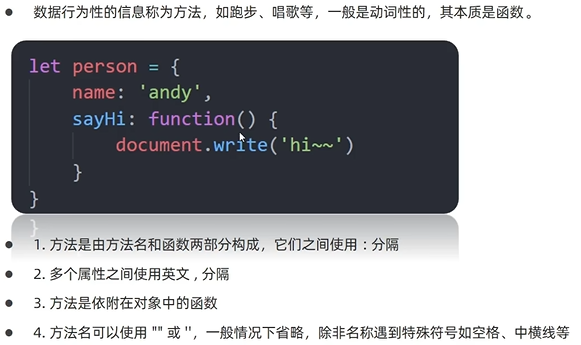 数据行为性的信息称为方法，如跑步、唱歌等，一般是动词性的，其本质是函数。
let person = {
name: 'andy',
sayHi: function() {
document.write('hi~~')
}
}
1. 方法是由方法名和函数两部分构成，它们之间使用 : 分隔
2. 多个属性之间使用英文 , 分隔
3. 方法是依附在对象中的函数
4. 方法名可以使用 "" 或 ''，一般情况下省略，除非名称遇到特殊符号如空格、中横线等